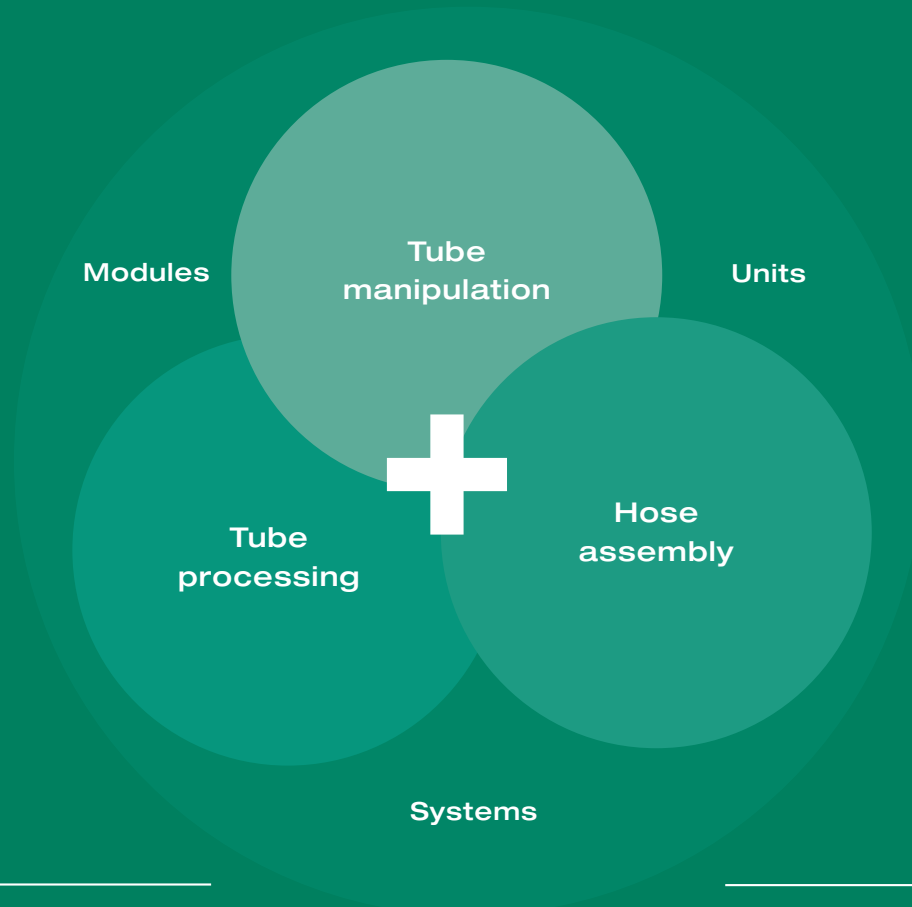 Tube
manipulation
Modules
Units
Tube
processing
Hose
assembly
Systems